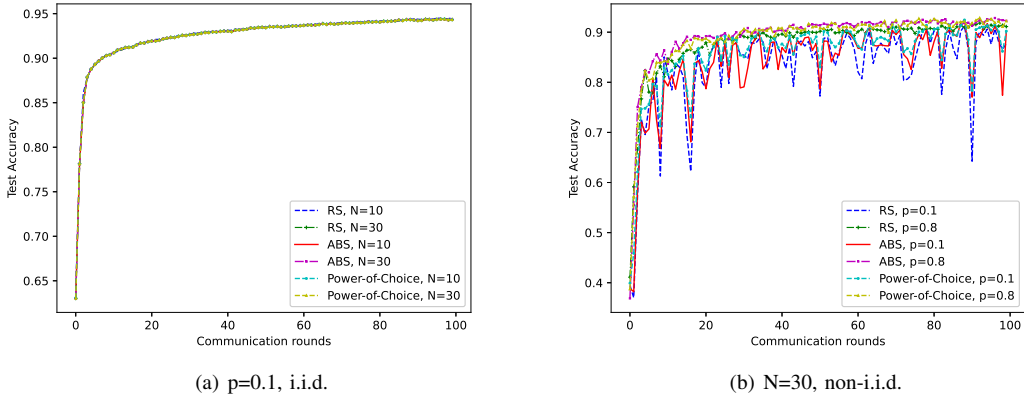 0.95
0.90
0.85
0.80
0.75
0.70
0.65
Test Accuracy
0
20
40
60
80
100
Communication rounds
RS, N=10
RS, N=30
ABS, N=10
ABS, N=30
Power-of-Choice, N=10
Power-of-Choice, N=30
(a) p=0.1, i.i.d.
0.9
0.8
0.7
0.6
0.5
0.4
Test Accuracy
0
20
40
60
80
100
Communication rounds
RS, p=0.1
RS, p=0.8
ABS, p=0.1
ABS, p=0.8
Power-of-Choice, p=0.1
Power-of-Choice, p=0.8
(b) N=30, non-i.i.d.